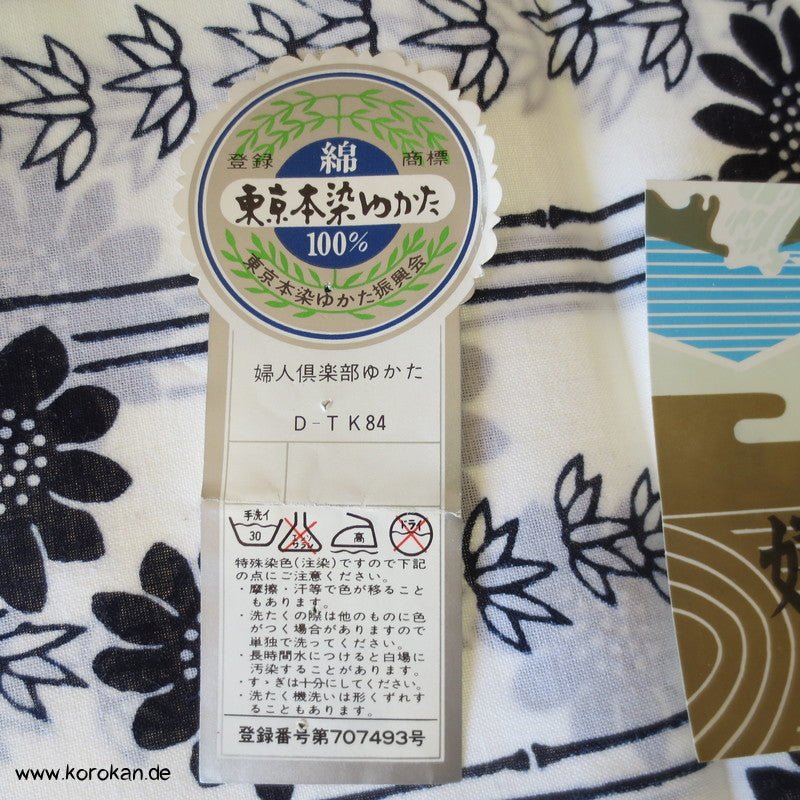 登録 綿 商標
東京本染ゆかた
100%
東京本染ゆかた振興会
婦人倶楽部ゆかた
D-TK84
手洗イ
30
エンソサラシ
高
ドライ
特殊染色(注染)ですので下記
の点にご注意ください。
・摩擦・汗等で色が移ること
もあります。
・洗たくの際は他のものに色
がつく場合がありますので
単独で洗ってください。
・長時間水につけると白場に
汚染することがあります。
・すゝぎは十分にしてください。
・洗たく機洗いは形くずれす
ることもあります。
登録番号第707493号
www.korokan.de